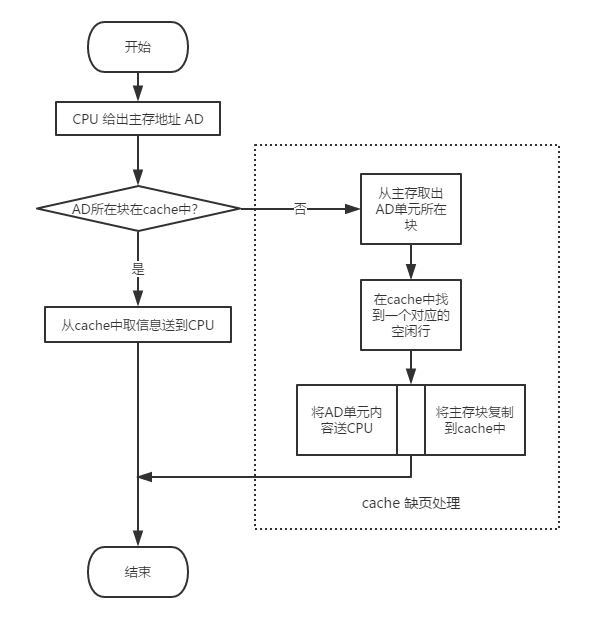 开始
CPU 给出主存地址 AD
AD所在块在cache中?
否
是
从主存取出
AD单元所在
块
在cache中找
到一个对应的
空闲行
从cache中取信息送到CPU
将AD单元内
容送CPU
将主存块复制
到cache中
cache 缺页处理
结束